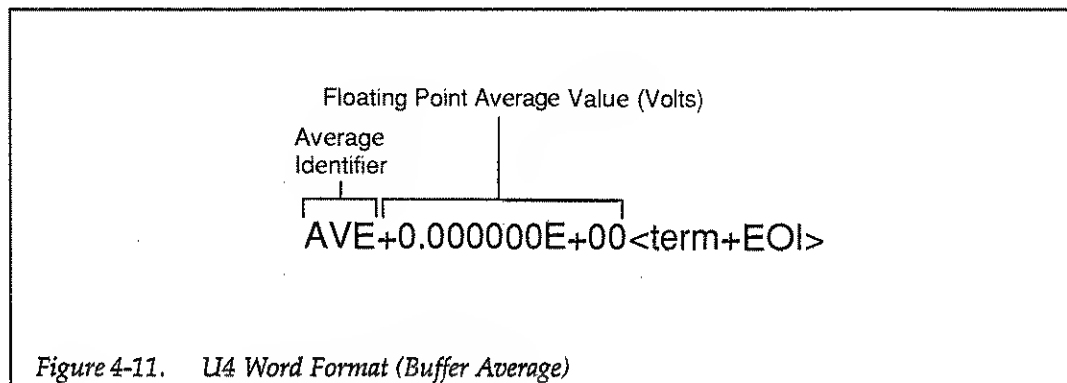 Floating Point Average Value (Volts)
Average
Identifier
AVE+0.000000E+00<term+EOI>
Figure 4-11. U4 Word Format (Buffer Average)